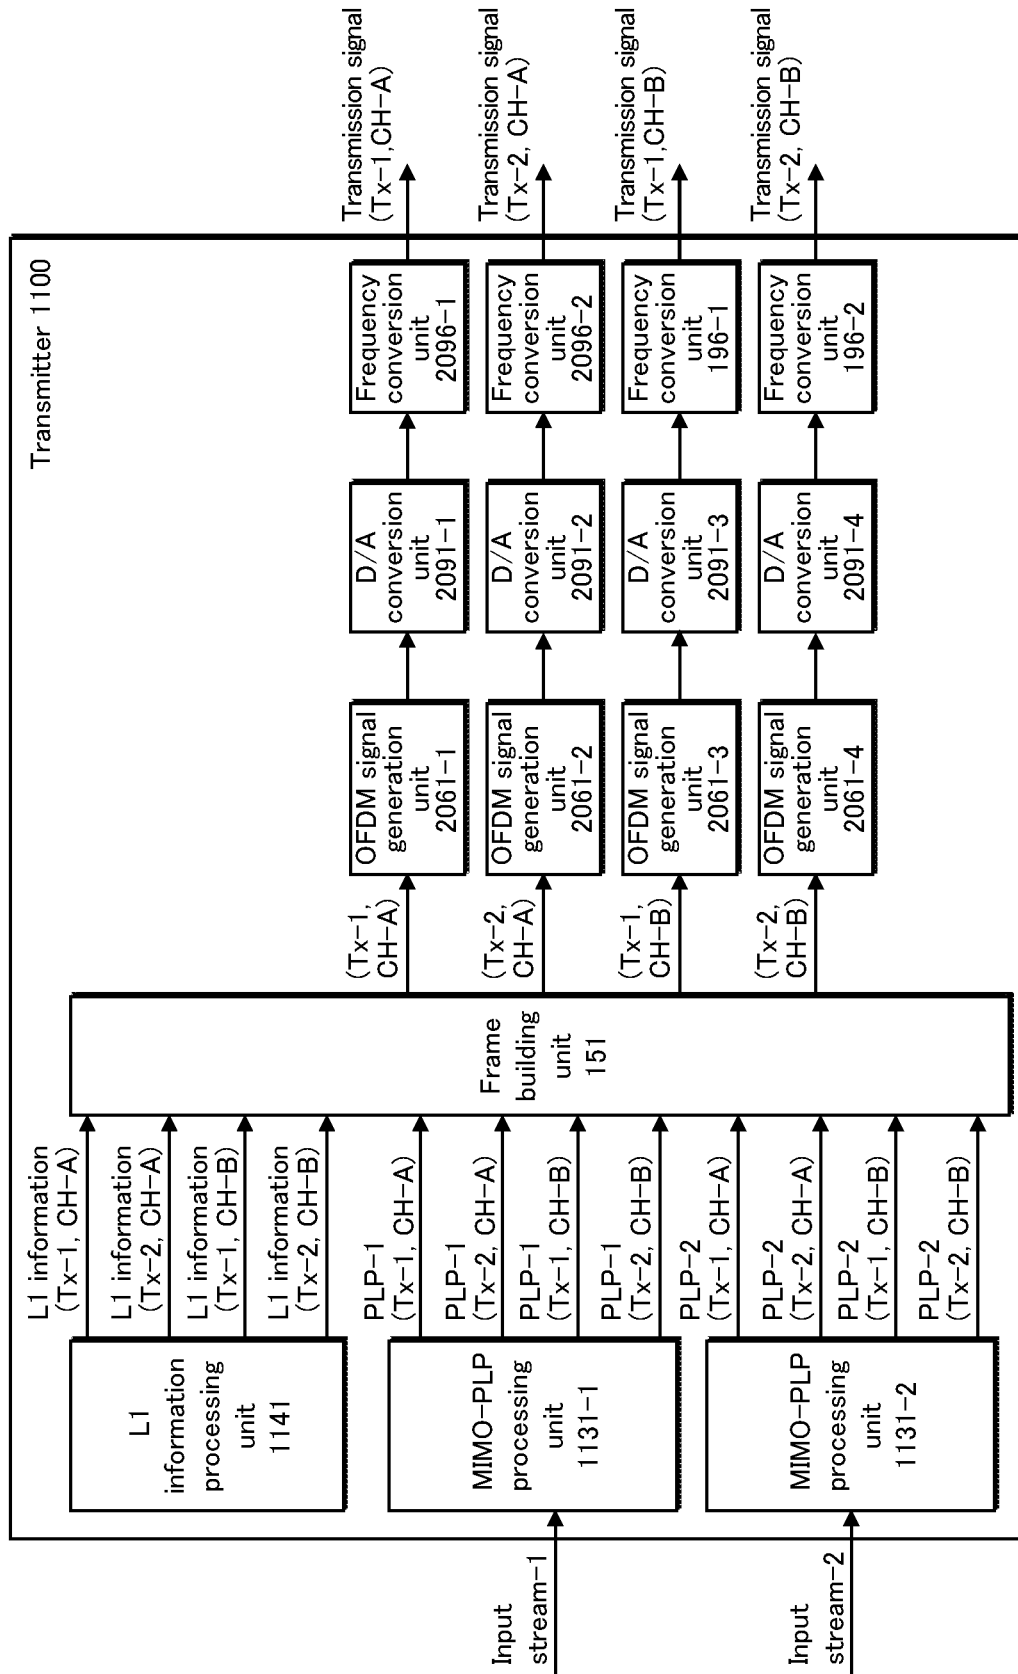 Transmitter 1100
Input
stream-1
Input
stream-2
L1
information
processing
unit
1141
MIMO-PLP
processing
unit
1131-1
MIMO-PLP
processing
unit
1131-2
L1 information
(Tx-1, CH-A)
L1 information
(Tx-2, CH-A)
L1 information
(Tx-1, CH-B)
L1 information
(Tx-2, CH-B)
PLP-1
(Tx-1, CH-A)
PLP-1
(Tx-2, CH-A)
PLP-1
(Tx-1, CH-B)
PLP-1
(Tx-2, CH-B)
PLP-2
(Tx-1, CH-A)
PLP-2
(Tx-2, CH-A)
PLP-2
(Tx-1, CH-B)
PLP-2
(Tx-2, CH-B)
Frame
building
unit
151
(Tx-1,
CH-A)
(Tx-2,
CH-A)
(Tx-1,
CH-B)
(Tx-2,
CH-B)
OFDM signal
generation
unit
2061-1
OFDM signal
generation
unit
2061-2
OFDM signal
generation
unit
2061-3
OFDM signal
generation
unit
2061-4
D/A
conversion
unit
2091-1
D/A
conversion
unit
2091-2
D/A
conversion
unit
2091-3
D/A
conversion
unit
2091-4
Frequency
conversion
unit
2096-1
Frequency
conversion
unit
2096-2
Frequency
conversion
unit
196-1
Frequency
conversion
unit
196-2
Transmission signal
(Tx-1,CH-A)
Transmission signal
(Tx-2, CH-A)
Transmission signal
(Tx-1,CH-B)
Transmission signal
(Tx-2, CH-B)